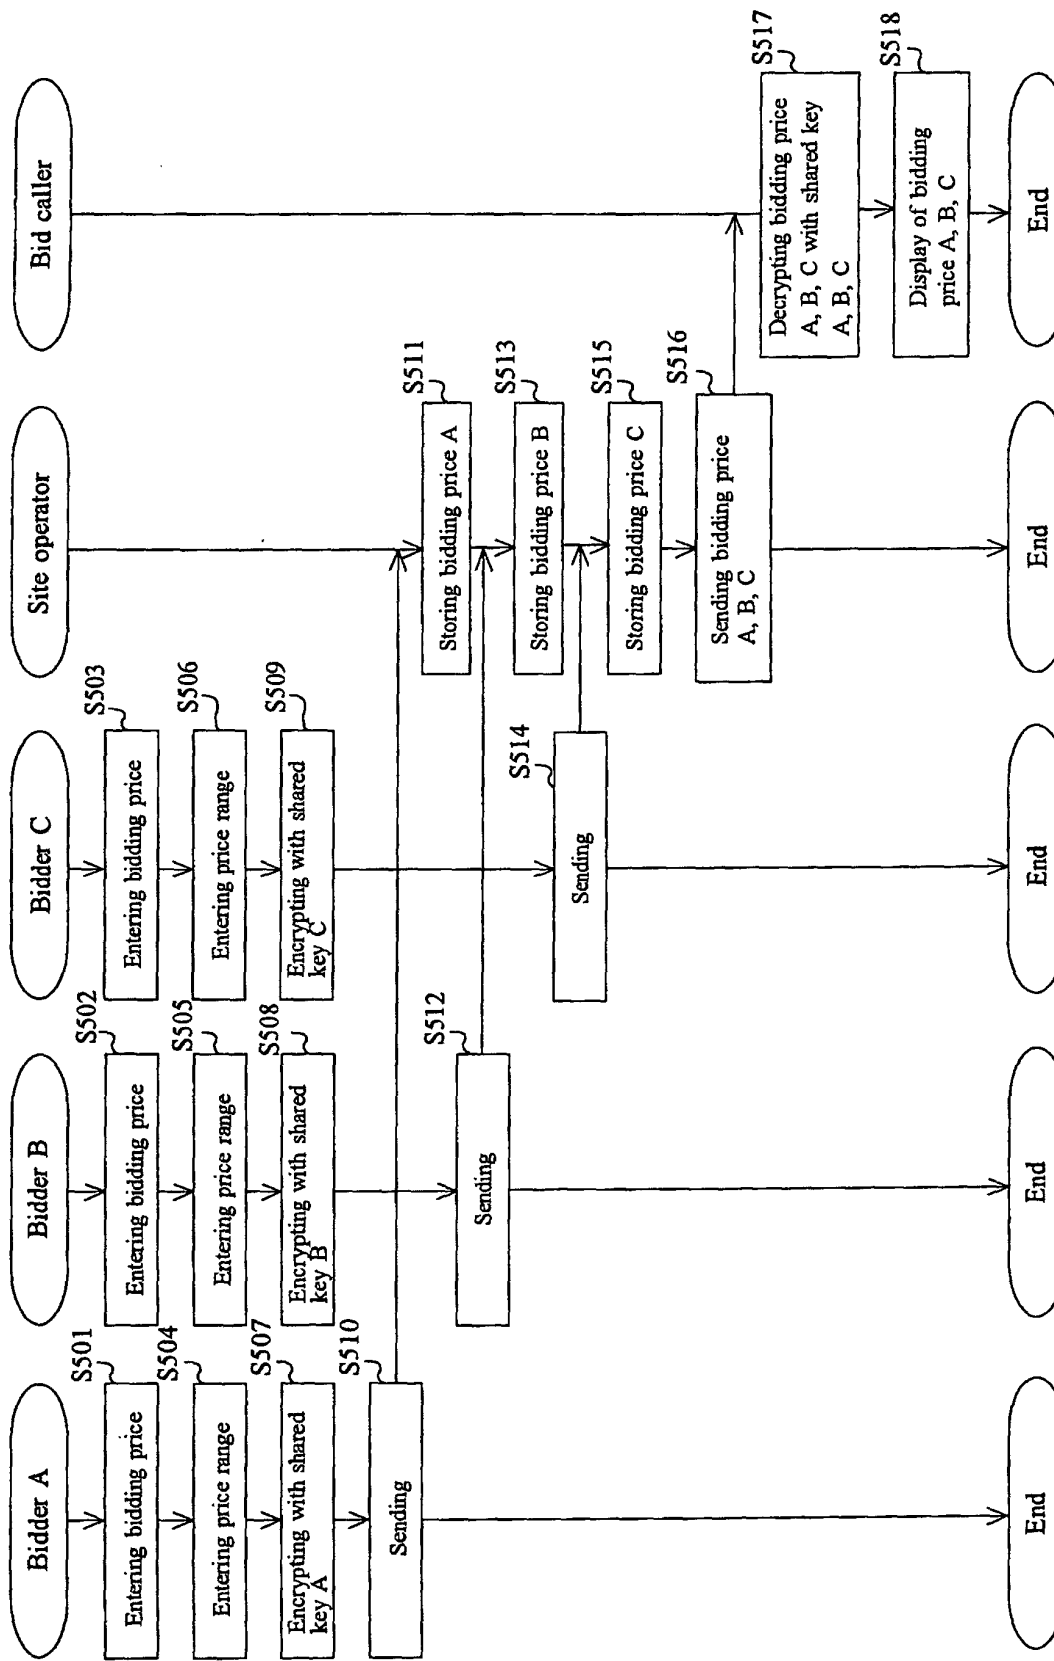 Bidder A
S501
Entering bidding price
S504
Entering price range
S507
Encrypting with shared
key A
S510
Sending
End
Bidder B
S502
Entering bidding price
S505
Entering price range
S508
Encrypting with shared
key B
S512
Sending
End
Bidder C
S503
Entering bidding price
S506
Entering price range
S509
Encrypting with shared
key C
S514
Sending
End
Site operator
S511
Storing bidding price A
S513
Storing bidding price B
S515
Storing bidding price C
S516
Sending bidding price
A, B, C
End
Bid caller
S517
Decrypting bidding price
A, B, C with shared key
A, B, C
S518
Display of bidding
price A, B, C
End